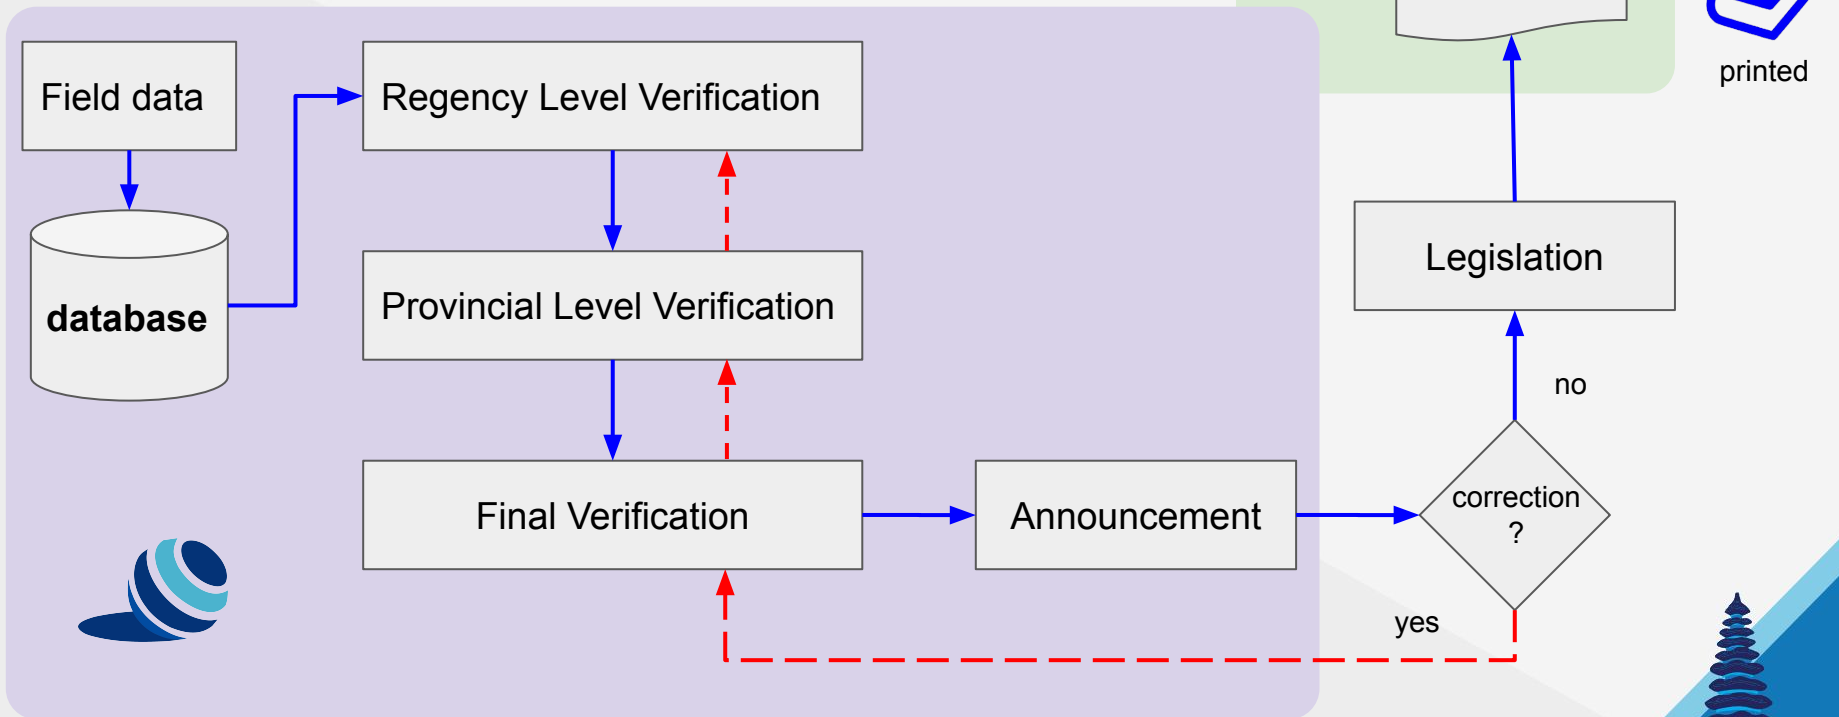 printed
Field data
Regency Level Verification
database
Provincial Level Verification
Legislation
no
Final Verification
Announcement
correction
?
yes